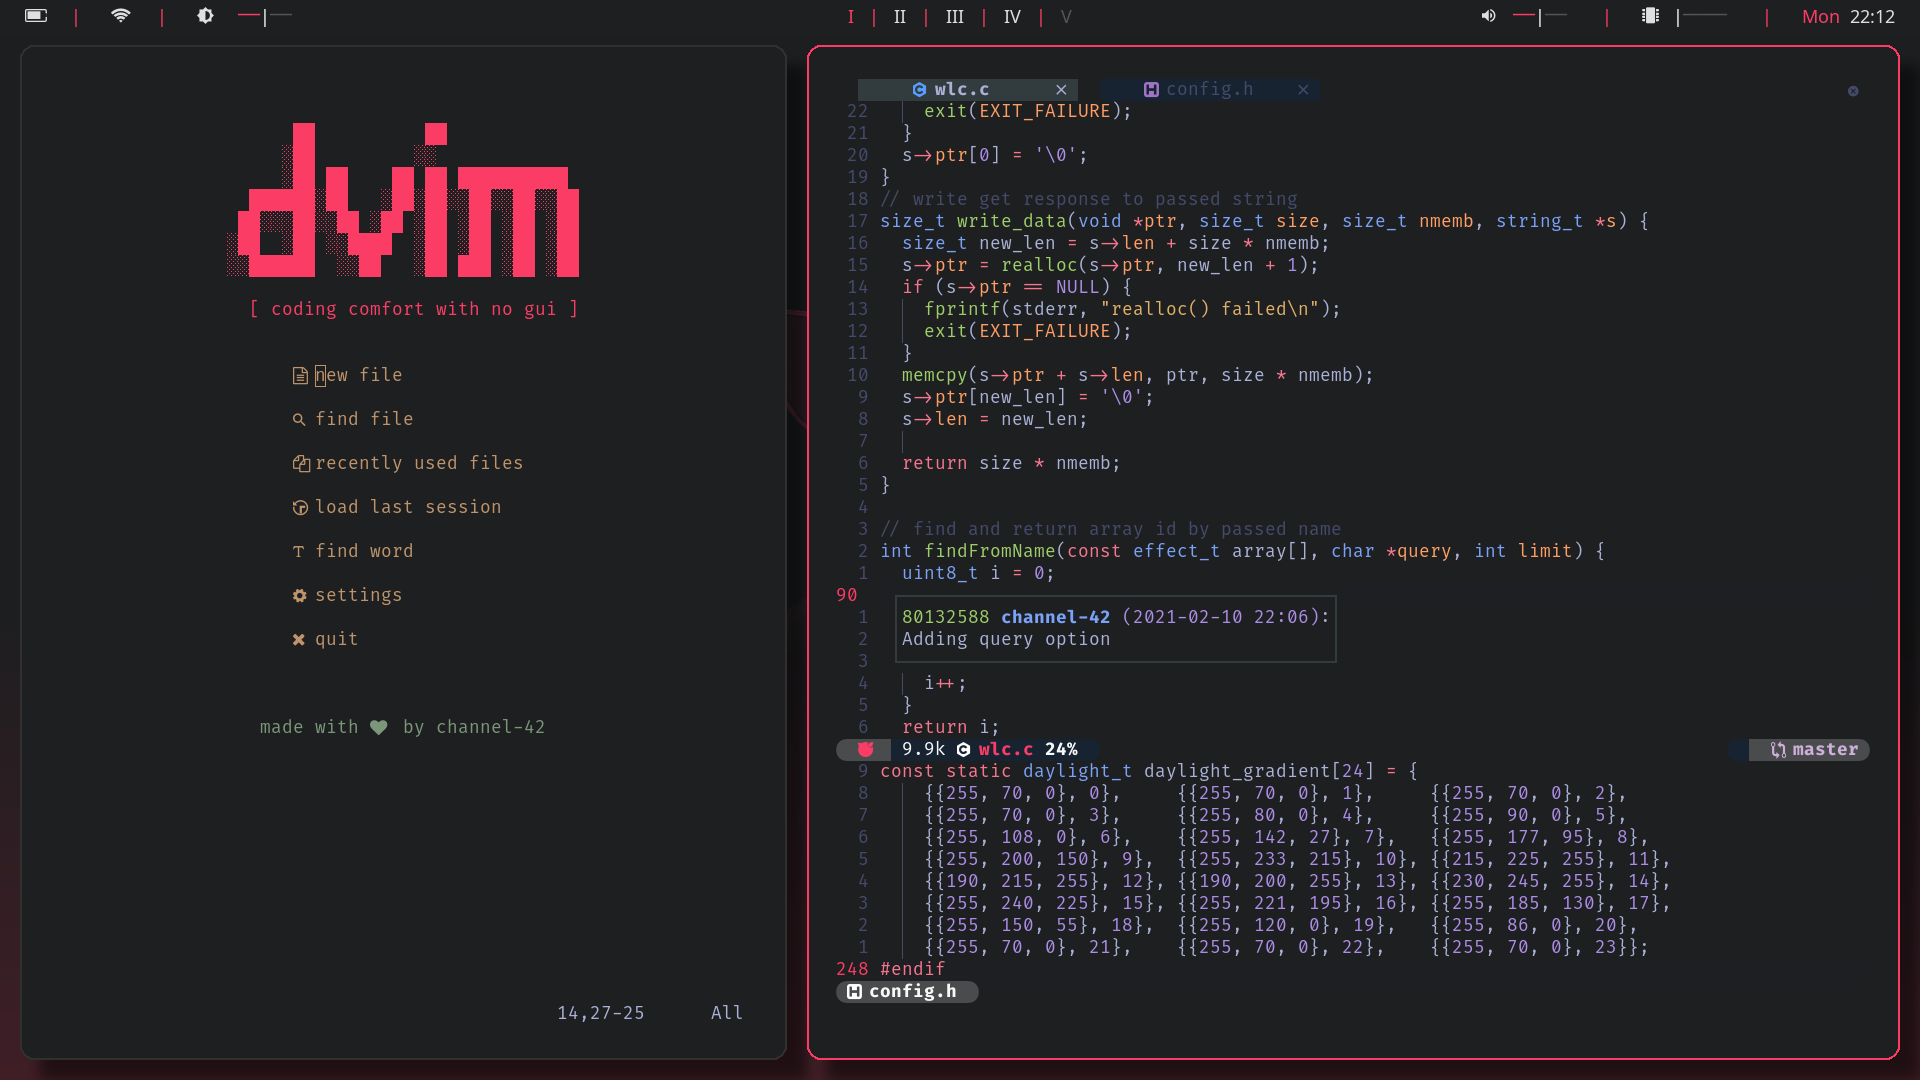 I | II | III | IV | V
Mon 22:12
dvim
[ coding comfort with no gui ]
new file
find file
recently used files
load last session
find word
settings
quit
made with ♥ by channel-42
14,27-25 All
wlc.c × config.h ×
22 exit(EXIT_FAILURE);
21 }
20 s->ptr[0] = '\0';
19 }
18 // write get response to passed string
17 size_t write_data(void *ptr, size_t size, size_t nmemb, string_t *s) {
16 size_t new_len = s->len + size * nmemb;
15 s->ptr = realloc(s->ptr, new_len + 1);
14 if (s->ptr == NULL) {
13 fprintf(stderr, "realloc() failed\n");
12 exit(EXIT_FAILURE);
11 }
10 memcpy(s->ptr + s->len, ptr, size * nmemb);
9 s->ptr[new_len] = '\0';
8 s->len = new_len;
7
6 return size * nmemb;
5 }
4
3 // find and return array id by passed name
2 int findFromName(const effect_t array[], char *query, int limit) {
1 uint8_t i = 0;
90
1 80132588 channel-42 (2021-02-10 22:06):
2 Adding query option
3
4 i++;
5 }
6 return i;
9.9k wlc.c 24% master
9 const static daylight_t daylight_gradient[24] = {
8 {{255, 70, 0}, 0}, {{255, 70, 0}, 1}, {{255, 70, 0}, 2},
7 {{255, 70, 0}, 3}, {{255, 80, 0}, 4}, {{255, 90, 0}, 5},
6 {{255, 108, 0}, 6}, {{255, 142, 27}, 7}, {{255, 177, 95}, 8},
5 {{255, 200, 150}, 9}, {{255, 233, 215}, 10}, {{215, 225, 255}, 11},
4 {{190, 215, 255}, 12}, {{190, 200, 255}, 13}, {{230, 245, 255}, 14},
3 {{255, 240, 225}, 15}, {{255, 221, 195}, 16}, {{255, 185, 130}, 17},
2 {{255, 150, 55}, 18}, {{255, 120, 0}, 19}, {{255, 86, 0}, 20},
1 {{255, 70, 0}, 21}, {{255, 70, 0}, 22}, {{255, 70, 0}, 23}};
248 #endif
config.h